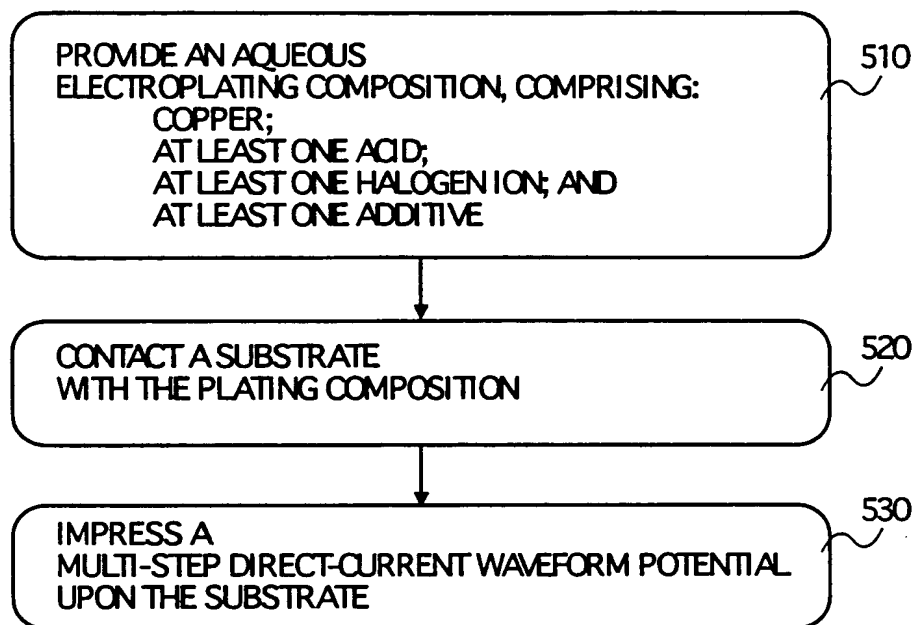 PROVIDE AN AQUEOUS
ELECTROPLATING COMPOSITION, COMPRISING:
COPPER;
AT LEAST ONE ACID;
AT LEAST ONE HALOGEN ION; AND
AT LEAST ONE ADDITIVE
510
CONTACT A SUBSTRATE
WITH THE PLATING COMPOSITION
520
IMPRESS A
MULTI-STEP DIRECT-CURRENT WAVEFORM POTENTIAL
UPON THE SUBSTRATE
530